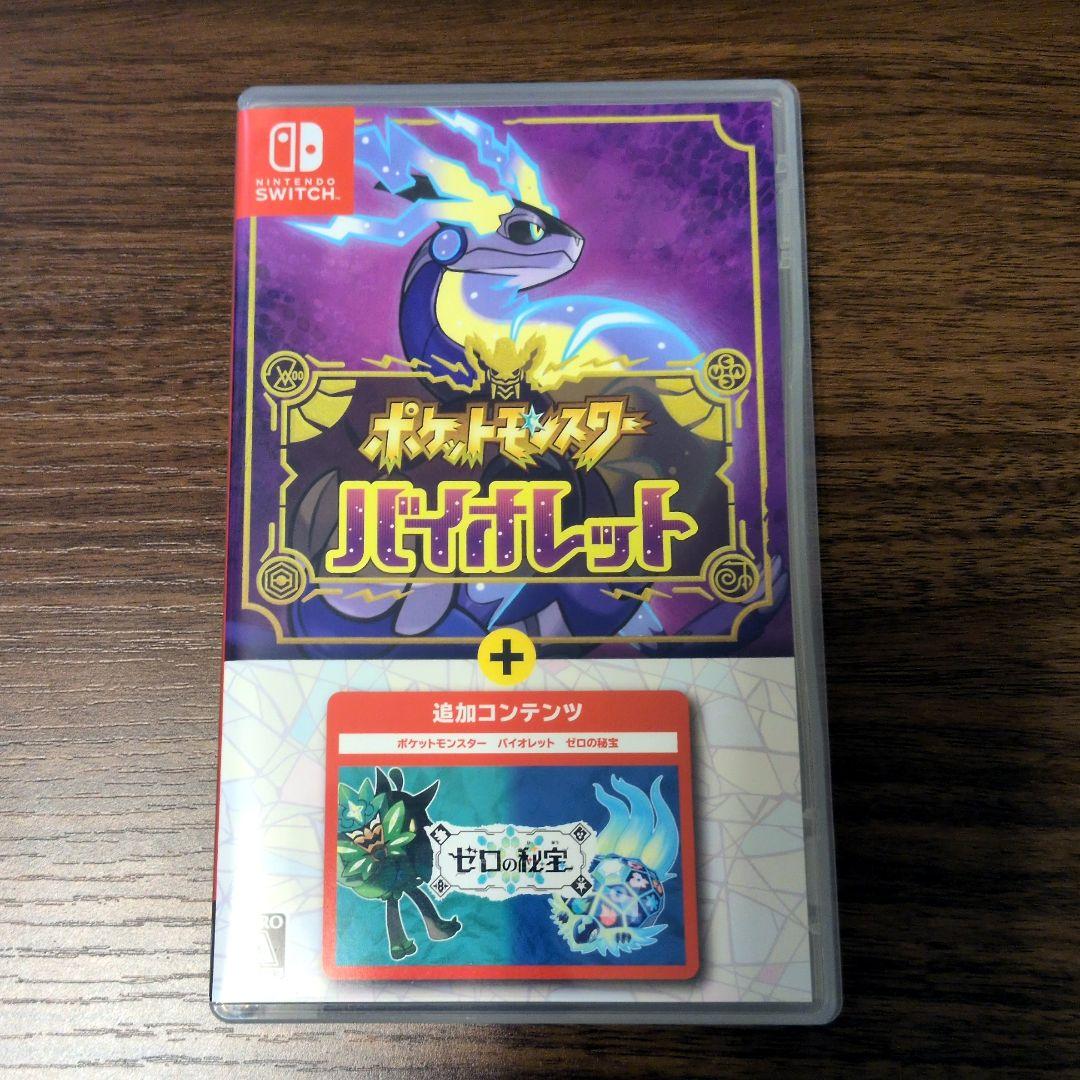 NINTENDO
SWITCH™
ポケットモンスター
バイオレット
+
追加コンテンツ
ポケットモンスター バイオレット ゼロの秘宝
ゼロの秘宝
A